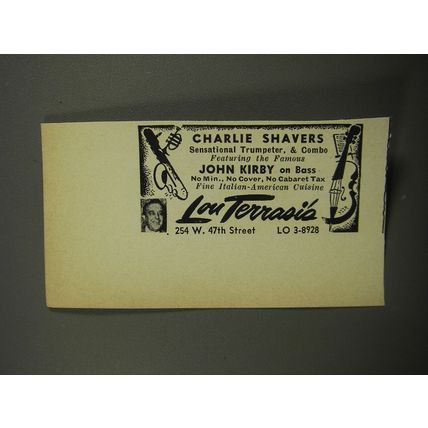 CHARLIE SHAVERS
Sensational Trumpeter, & Combo
Featuring the Famous
JOHN KIRBY on Bass
No Min., No Cover, No Cabaret Tax
Fine Italian-American Cuisine
Lou Terrasi's
254 W. 47th Street LO 3-8928